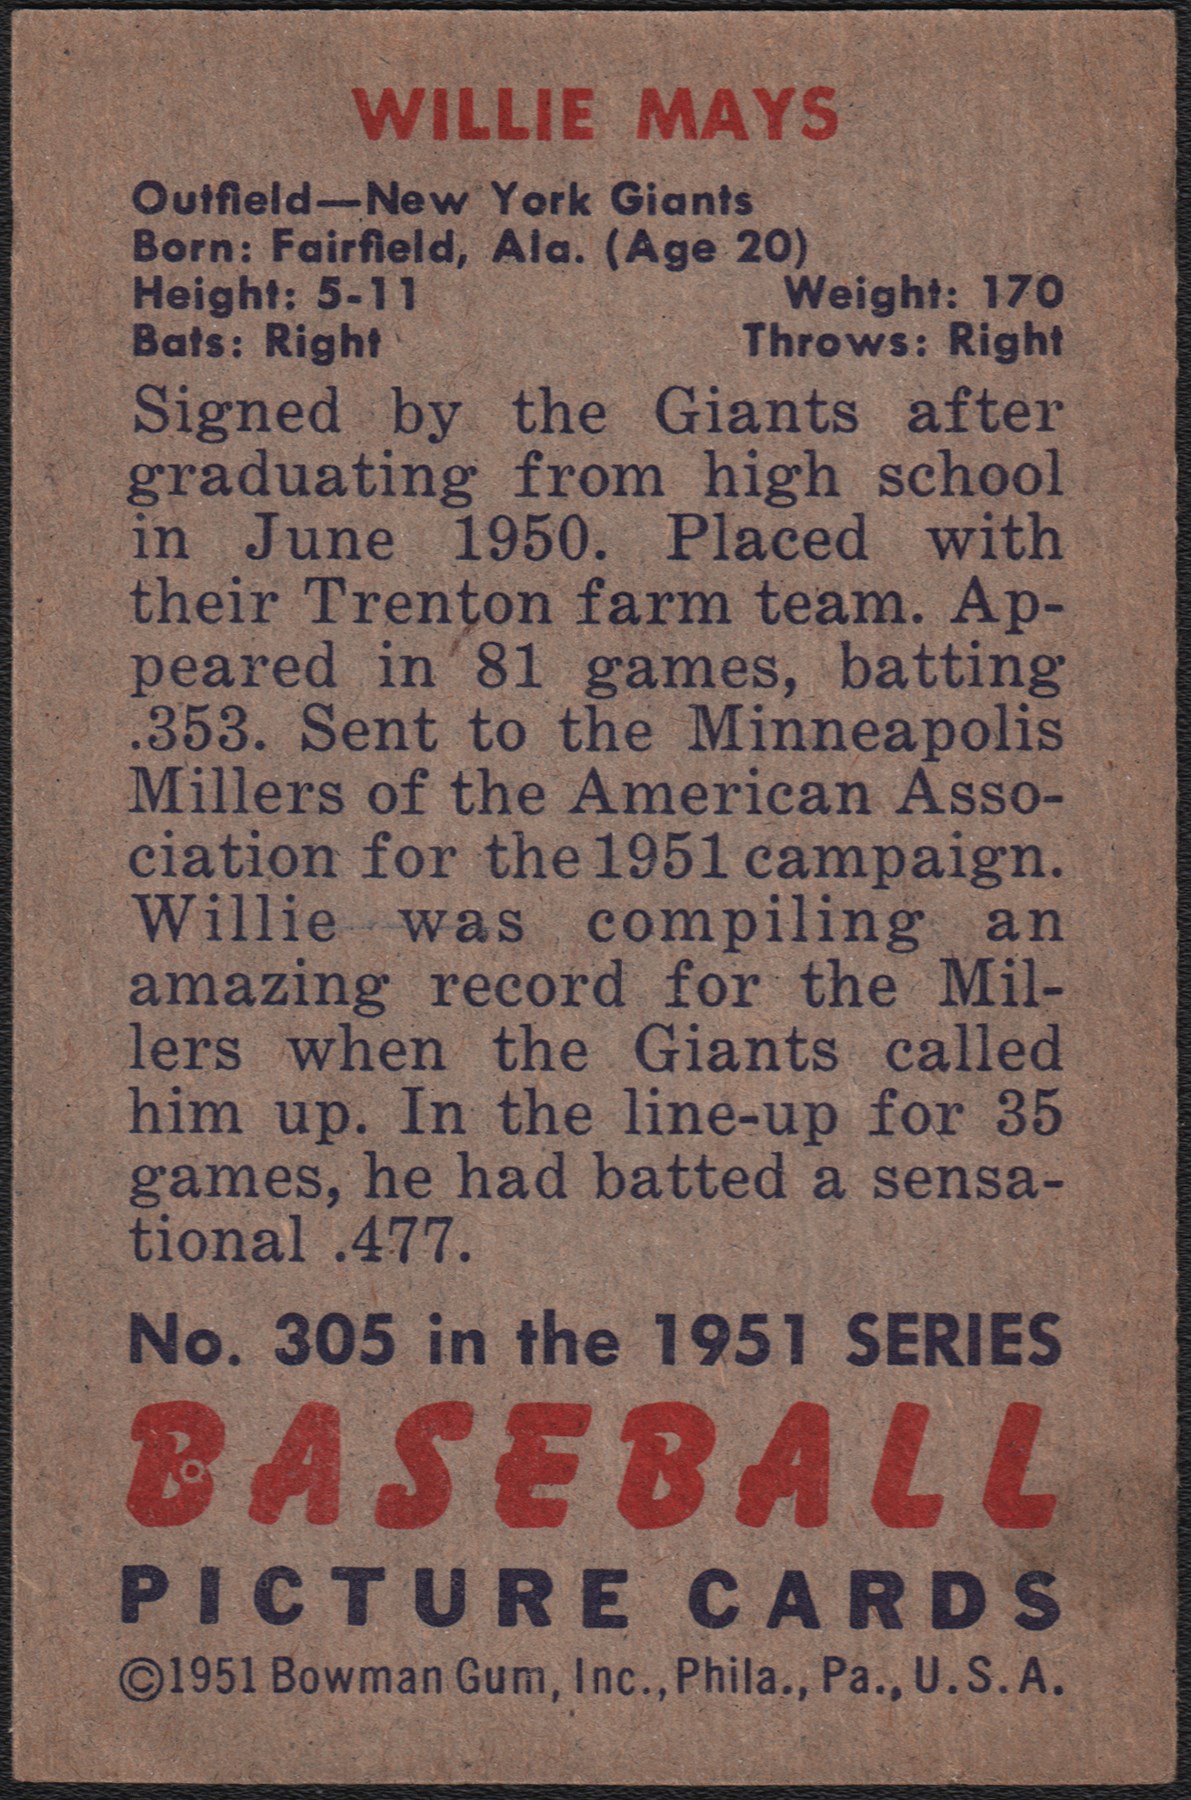 WILLIE MAYS
Outfield—New York Giants
Born: Fairfield, Ala. (Age 20)
Height: 5-11 Weight: 170
Bats: Right Throws: Right
Signed by the Giants after
graduating from high school
in June 1950. Placed with
their Trenton farm team. Ap-
peared in 81 games, batting
.353. Sent to the Minneapolis
Millers of the American Asso-
ciation for the 1951 campaign.
Willie was compiling an
amazing record for the Mil-
lers when the Giants called
him up. In the line-up for 35
games, he had batted a sensa-
tional .477.
No. 305 in the 1951 SERIES
BASEBALL
PICTURE CARDS
©1951 Bowman Gum, Inc., Phila., Pa., U.S.A.